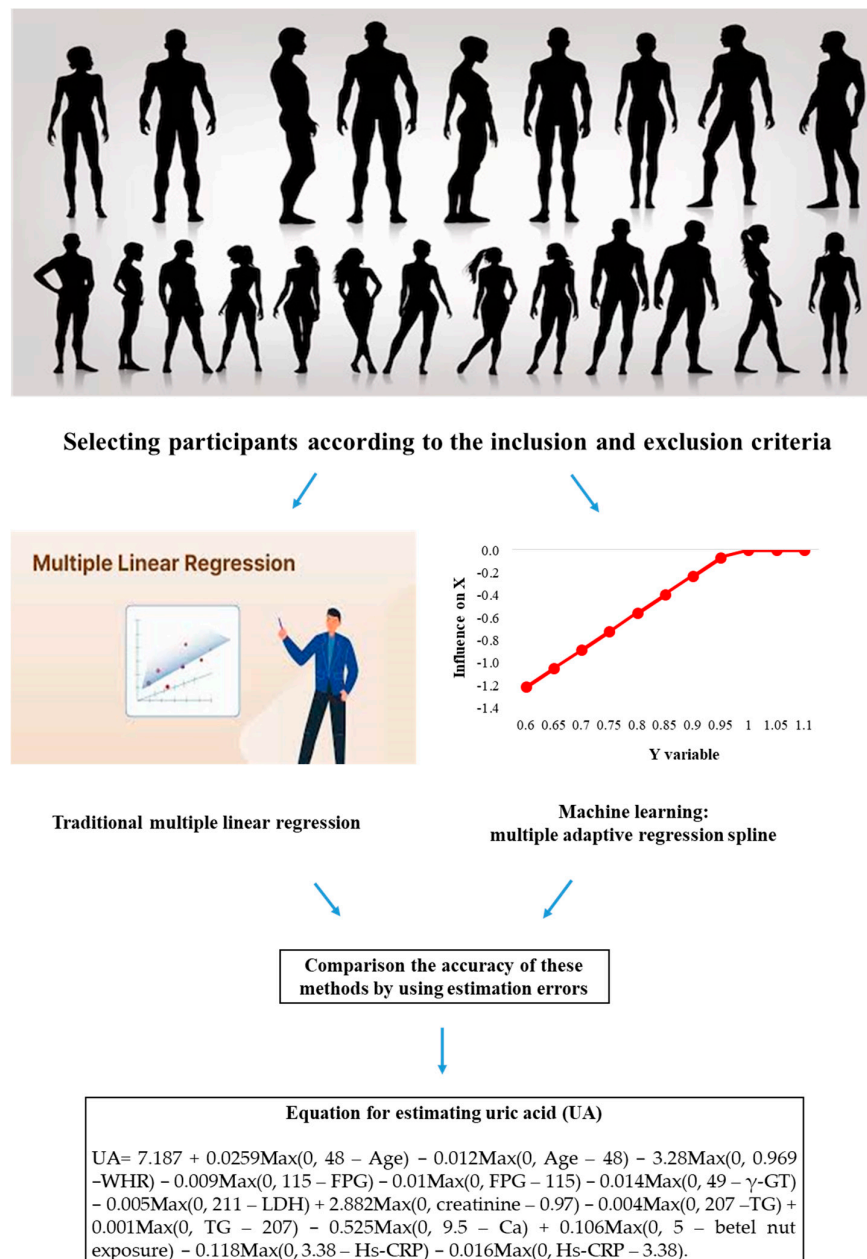 Selecting participants according to the inclusion and exclusion criteria
Multiple Linear Regression
0.0
-0.2
-0.4
-0.6
-0.8
-1.0
-1.2
-1.4
Influence on X
0.6 0.65 0.7 0.75 0.8 0.85 0.9 0.95 1 1.05 1.1
Y variable
Traditional multiple linear regression
Machine learning:
multiple adaptive regression spline
Comparison the accuracy of these
methods by using estimation errors
Equation for estimating uric acid (UA)
UA= 7.187 + 0.0259Max(0, 48 – Age) – 0.012Max(0, Age – 48) – 3.28Max(0, 0.969
–WHR) – 0.009Max(0, 115 – FPG) – 0.01Max(0, FPG – 115) – 0.014Max(0, 49 – γ-GT)
– 0.005Max(0, 211 – LDH) + 2.882Max(0, creatinine – 0.97) – 0.004Max(0, 207 –TG) +
0.001Max(0, TG – 207) – 0.525Max(0, 9.5 – Ca) + 0.106Max(0, 5 – betel nut
exposure) – 0.118Max(0, 3.38 – Hs-CRP) – 0.016Max(0, Hs-CRP – 3.38).